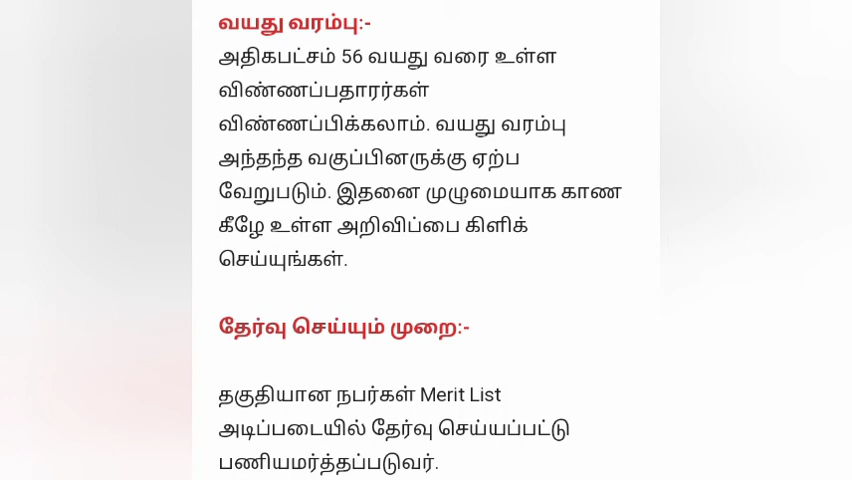 வயது வரம்பு:-
அதிகபட்சம் 56 வயது வரை உள்ள
விண்ணப்பதாரர்கள்
விண்ணப்பிக்கலாம். வயது வரம்பு
அந்தந்த வகுப்பினருக்கு ஏற்ப
வேறுபடும். இதனை முழுமையாக காண
கீழே உள்ள அறிவிப்பை கிளிக்
செய்யுங்கள்.
தேர்வு செய்யும் முறை:-
தகுதியான நபர்கள் Merit List
அடிப்படையில் தேர்வு செய்யப்பட்டு
பணியமர்த்தப்படுவர்.